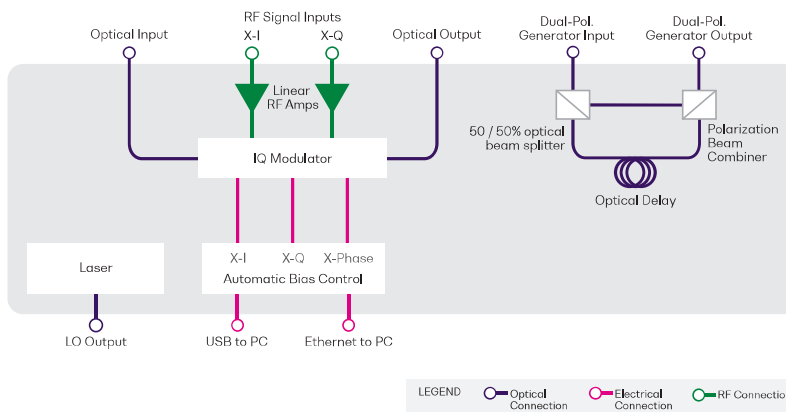 RF Signal Inputs
Optical Input
X-I
X-Q
Optical Output
Dual-Pol.
Generator Input
Dual-Pol.
Generator Output
Linear
RF Amps
IQ Modulator
50 / 50% optical
beam splitter
Polarization
Beam
Combiner
Optical Delay
Laser
X-I
X-Q
X-Phase
Automatic Bias Control
LO Output
USB to PC
Ethernet to PC
LEGEND
Optical
Connection
Electrical
Connection
RF Connectio